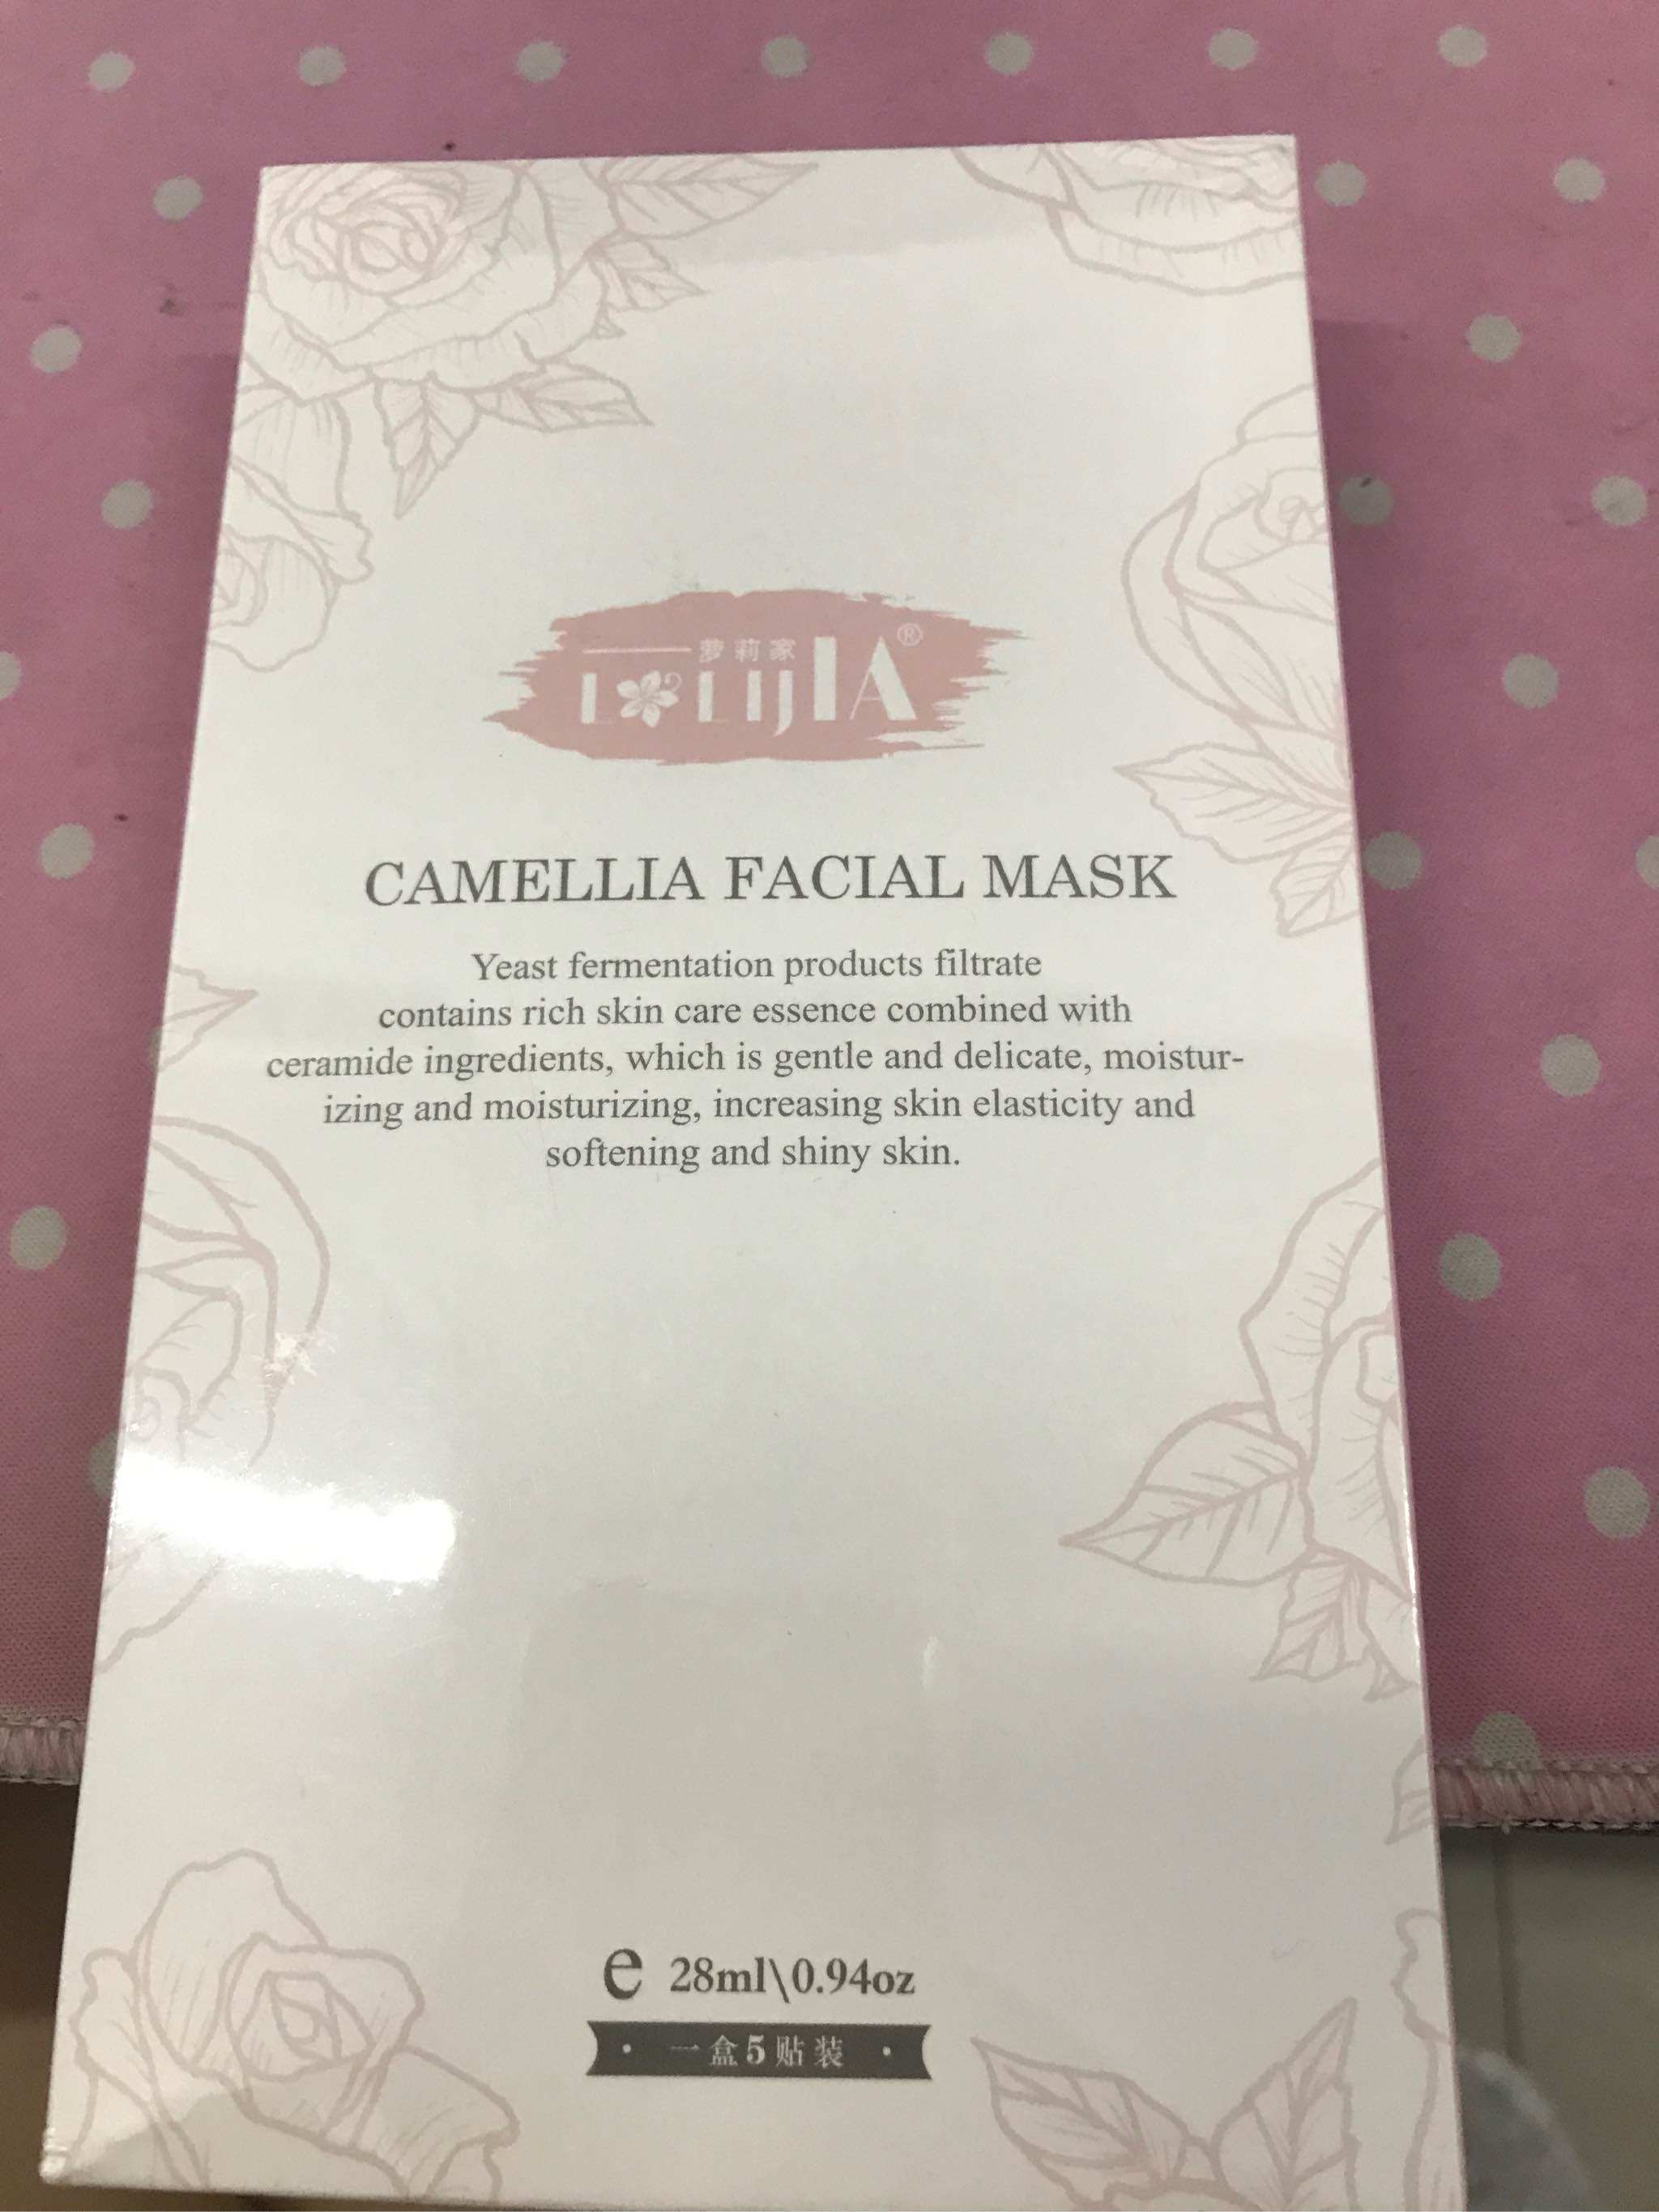 萝莉家®
LOLIJIA
CAMELLIA FACIAL MASK
Yeast fermentation products filtrate
contains rich skin care essence combined with
ceramide ingredients, which is gentle and delicate, moistur-
izing and moisturizing, increasing skin elasticity and
softening and shiny skin.
e 28ml\0.94oz
· 一盒5贴装 ·